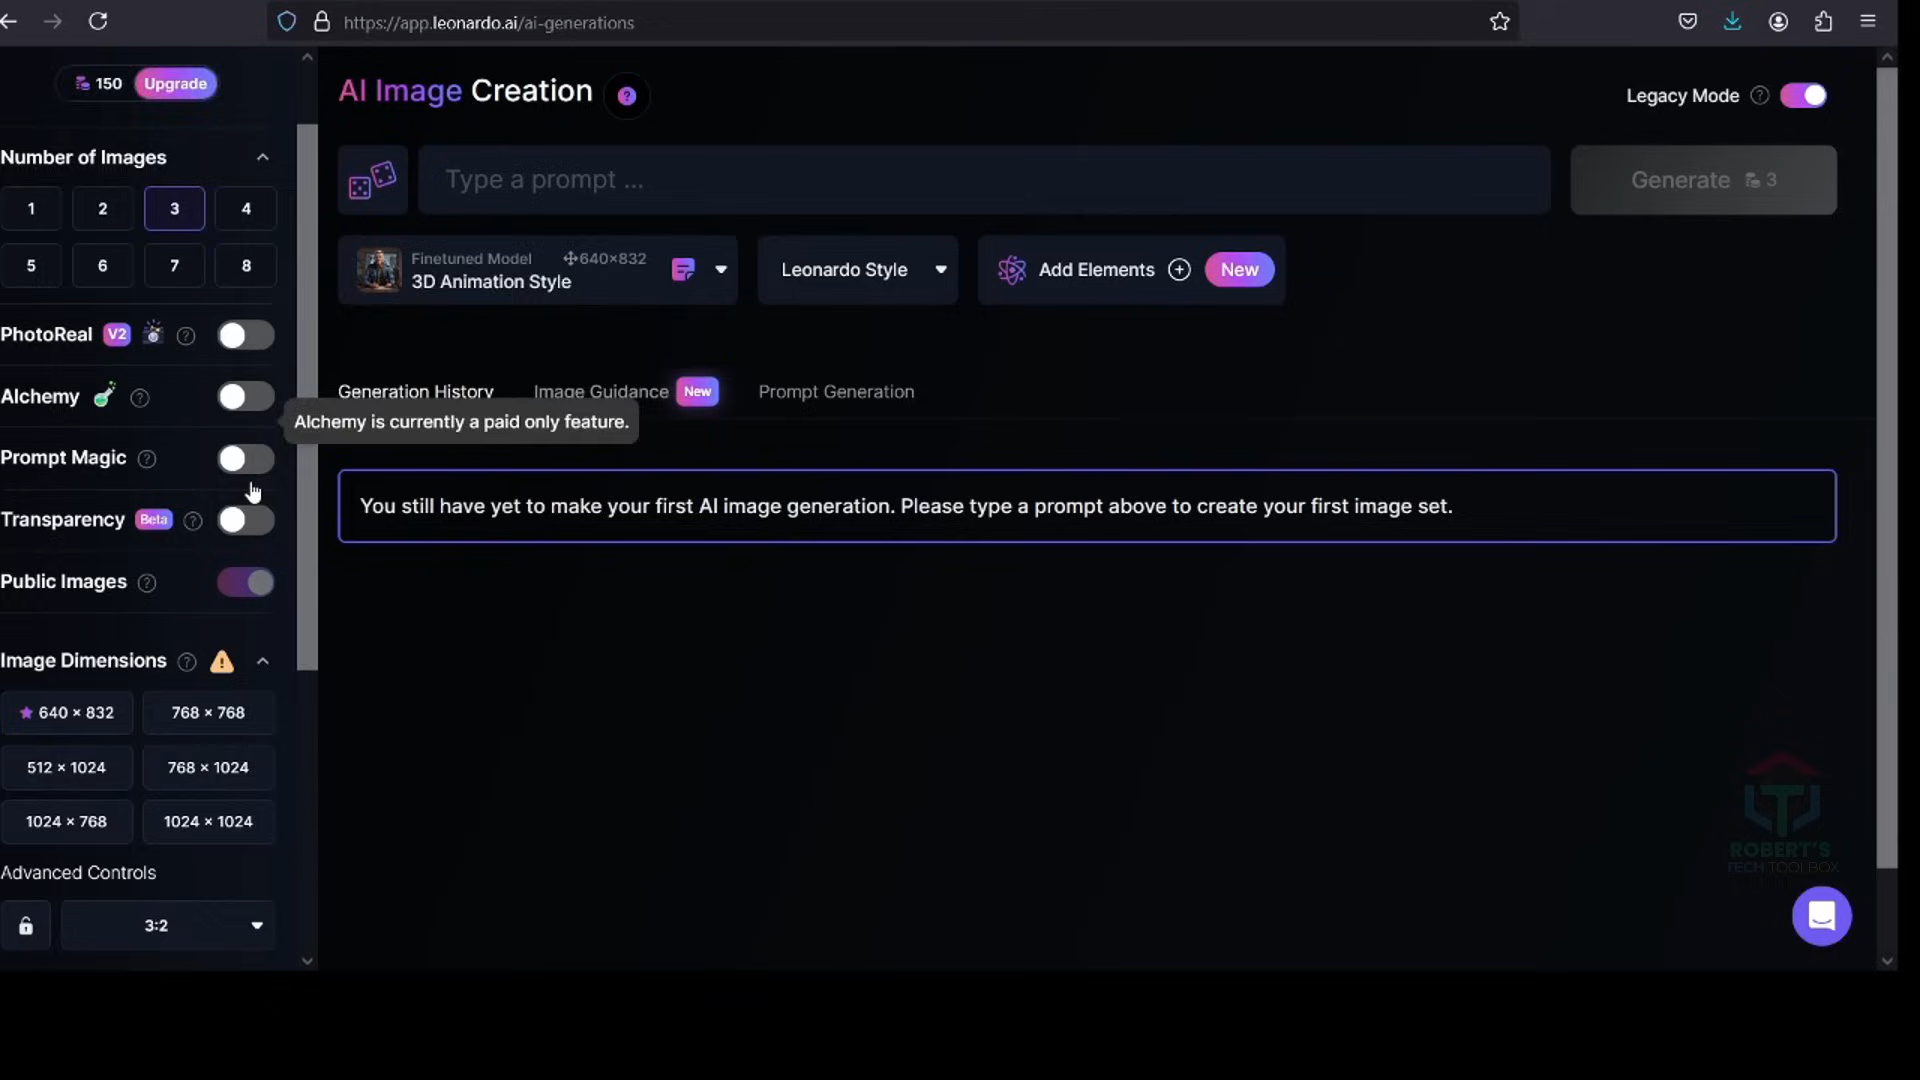 https://app.leonardo.ai/ai-generations
150 Upgrade
AI Image Creation ?
Legacy Mode ?
Number of Images
1 2 3 4
5 6 7 8
Type a prompt ...
Generate 3
Finetuned Model 640×832
3D Animation Style
Leonardo Style
Add Elements New
PhotoReal V2 ?
Alchemy ?
Generation History Image Guidance New Prompt Generation
Alchemy is currently a paid only feature.
Prompt Magic ?
Transparency Beta ?
You still have yet to make your first AI image generation. Please type a prompt above to create your first image set.
Public Images ?
Image Dimensions ?
640 × 832 768 × 768
512 × 1024 768 × 1024
1024 × 768 1024 × 1024
Advanced Controls
3:2
ROBERT'S
TECH TOOLBOX